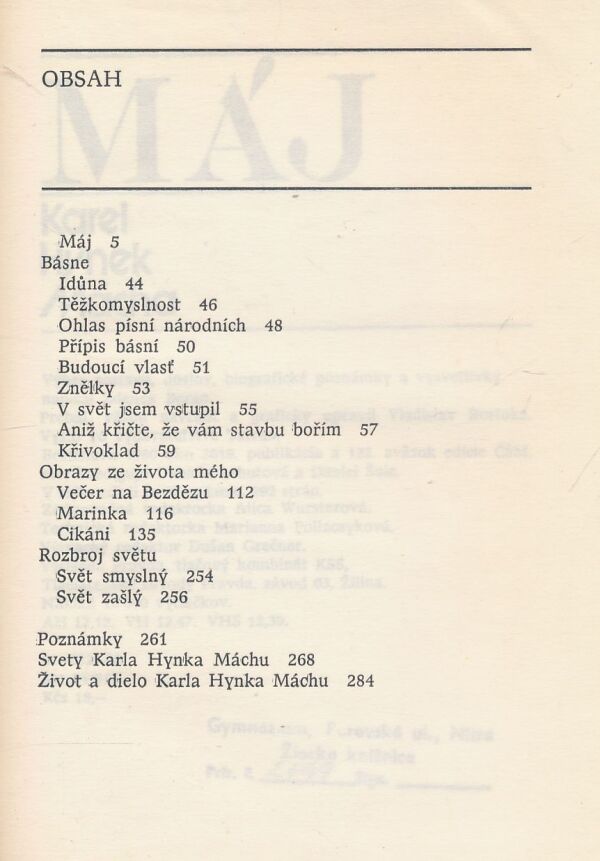 OBSAH
Máj 5
Básne
Idůna 44
Těžkomyslnost 46
Ohlas písní národních 48
Přípis básní 50
Budoucí vlasť 51
Znělky 53
V svět jsem vstupil 55
Aniž křičte, že vám stavbu bořím 57
Křivoklad 59
Obrazy ze života mého
Večer na Bezdězu 112
Marinka 116
Cikáni 135
Rozbroj světu
Svět smyslný 254
Svět zašlý 256
Poznámky 261
Svety Karla Hynka Máchu 268
Život a dielo Karla Hynka Máchu 284